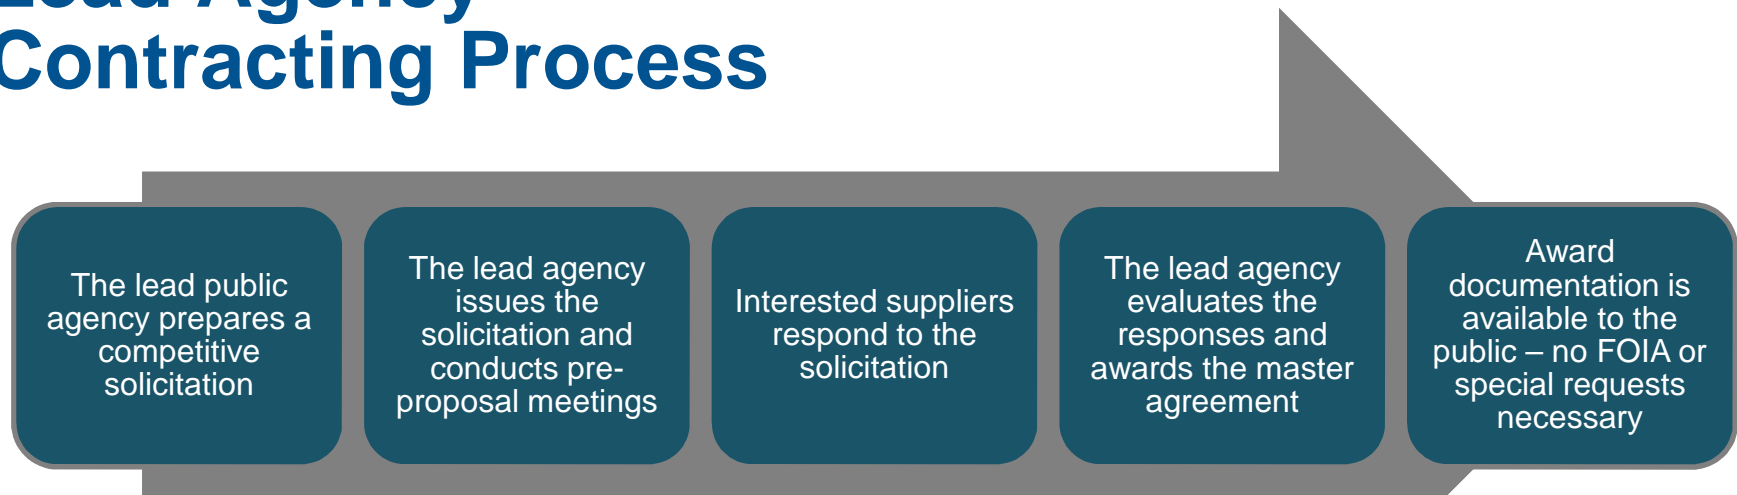 Lead Agency
Contracting Process
The lead public
agency prepares a
competitive
solicitation
The lead agency
issues the
solicitation and
conducts pre-
proposal meetings
Interested suppliers
respond to the
solicitation
The lead agency
evaluates the
responses and
awards the master
agreement
Award
documentation is
available to the
public – no FOIA or
special requests
necessary